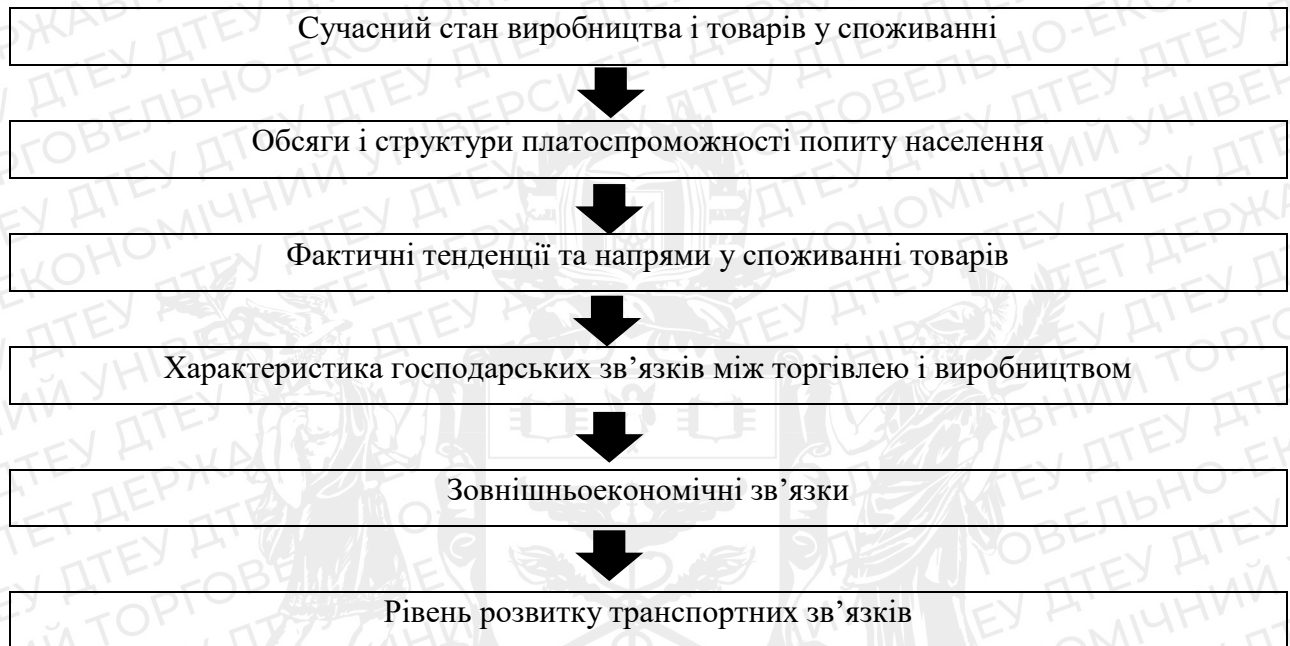 Сучасний стан виробництва і товарів у споживанні
Обсяги і структури платоспроможності попиту населення
Фактичні тенденції та напрями у споживанні товарів
Характеристика господарських зв’язків між торгівлею і виробництвом
Зовнішньоекономічні зв’язки
Рівень розвитку транспортних зв’язків